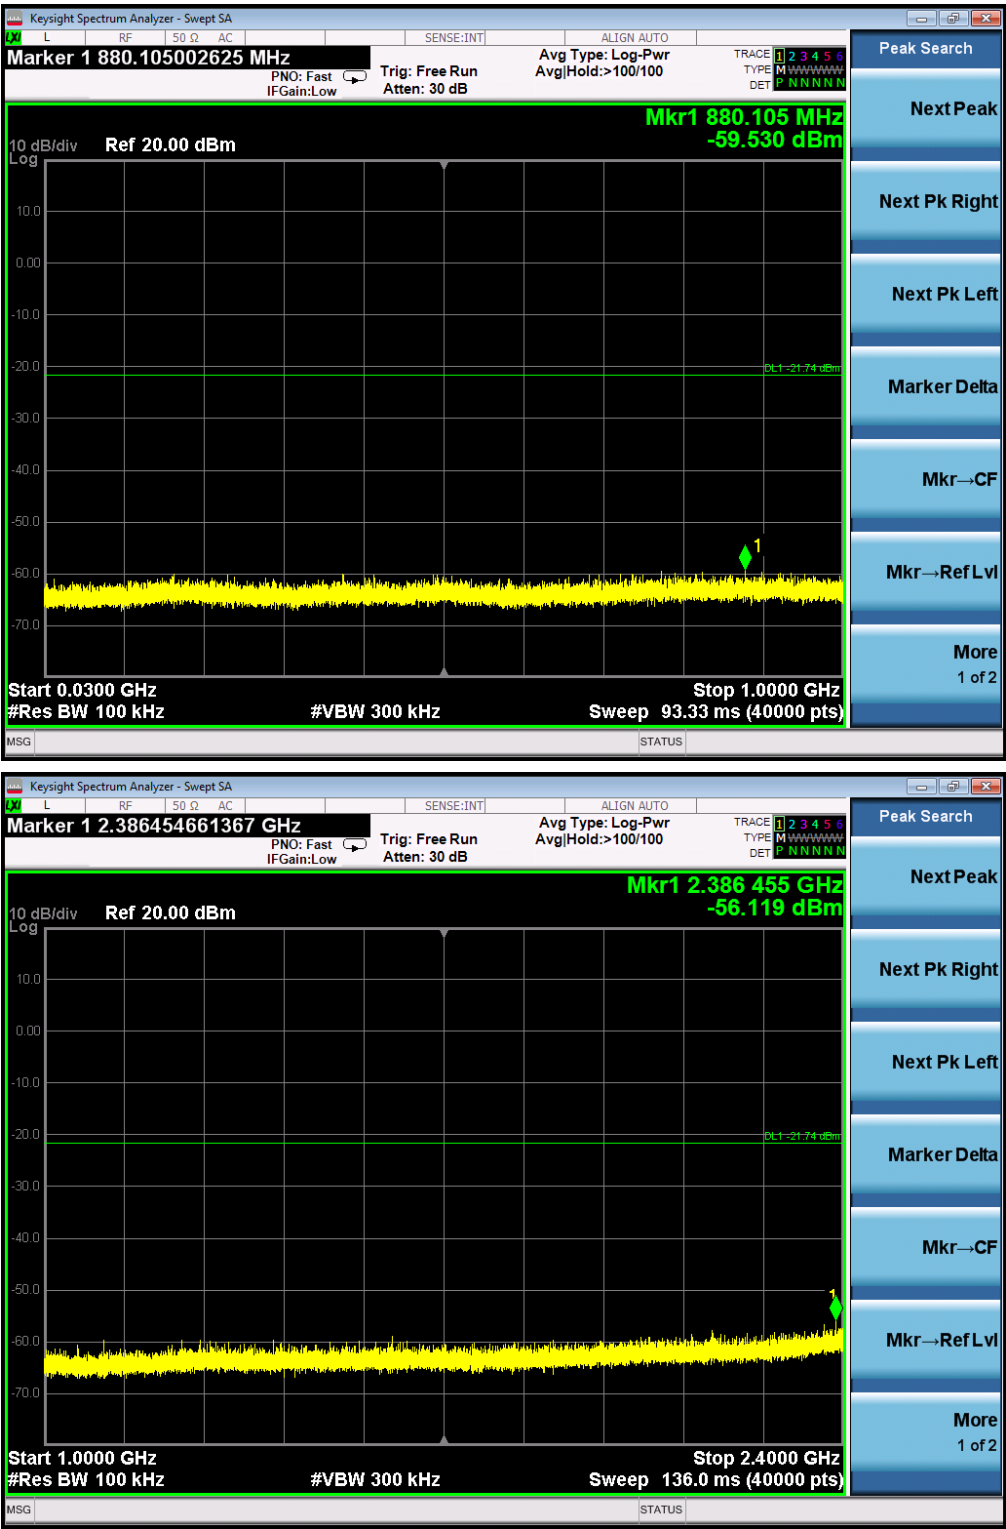 Keysight Spectrum Analyzer - Swept SA
LXI L RF 50 Ω AC SENSE:INT ALIGN AUTO
Marker 1 880.105002625 MHz
PNO: Fast
IFGain:Low
Trig: Free Run
Atten: 30 dB
Avg Type: Log-Pwr
Avg|Hold:>100/100
TRACE 1 2 3 4 5 6
TYPE M WWWWW
DET P N N N N N
Mkr1 880.105 MHz
-59.530 dBm
10 dB/div Ref 20.00 dBm
Log
10.0
0.00
-10.0
-20.0
DL1 -21.74 dBm
-30.0
-40.0
-50.0
1
-60.0
-70.0
Start 0.0300 GHz Stop 1.0000 GHz
#Res BW 100 kHz #VBW 300 kHz Sweep 93.33 ms (40000 pts)
MSG STATUS
Peak Search
Next Peak
Next Pk Right
Next Pk Left
Marker Delta
Mkr→CF
Mkr→Ref Lvl
More
1 of 2
Keysight Spectrum Analyzer - Swept SA
LXI L RF 50 Ω AC SENSE:INT ALIGN AUTO
Marker 1 2.386454661367 GHz
PNO: Fast
IFGain:Low
Trig: Free Run
Atten: 30 dB
Avg Type: Log-Pwr
Avg|Hold:>100/100
TRACE 1 2 3 4 5 6
TYPE M WWWWW
DET P N N N N N
Mkr1 2.386 455 GHz
-56.119 dBm
10 dB/div Ref 20.00 dBm
Log
10.0
0.00
-10.0
-20.0
DL1 -21.74 dBm
-30.0
-40.0
-50.0
1
-60.0
-70.0
Start 1.0000 GHz Stop 2.4000 GHz
#Res BW 100 kHz #VBW 300 kHz Sweep 136.0 ms (40000 pts)
MSG STATUS
Peak Search
Next Peak
Next Pk Right
Next Pk Left
Marker Delta
Mkr→CF
Mkr→Ref Lvl
More
1 of 2